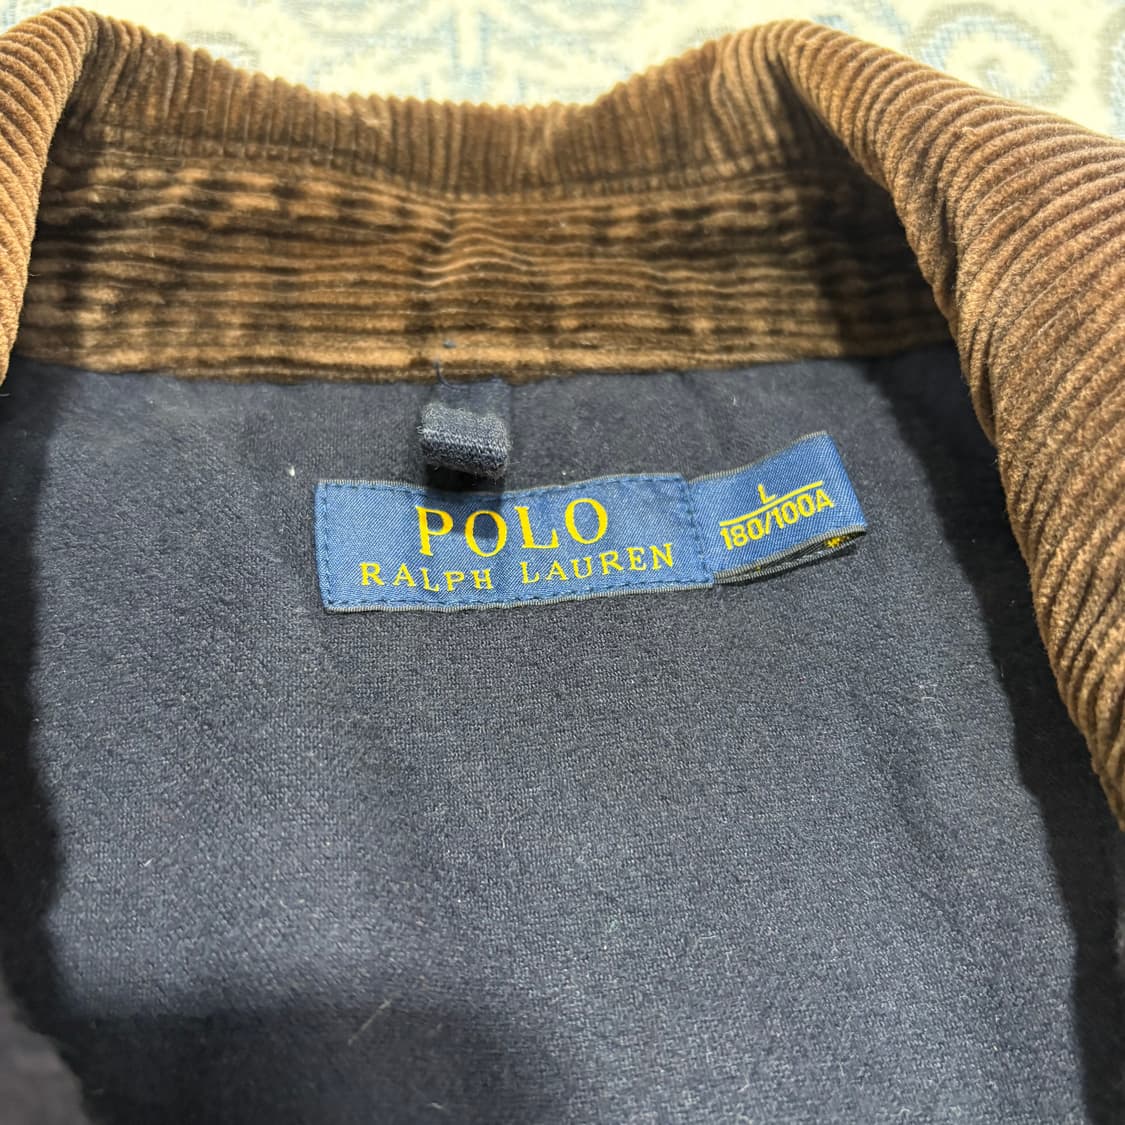 POLO
RALPH LAUREN
L
180/100A